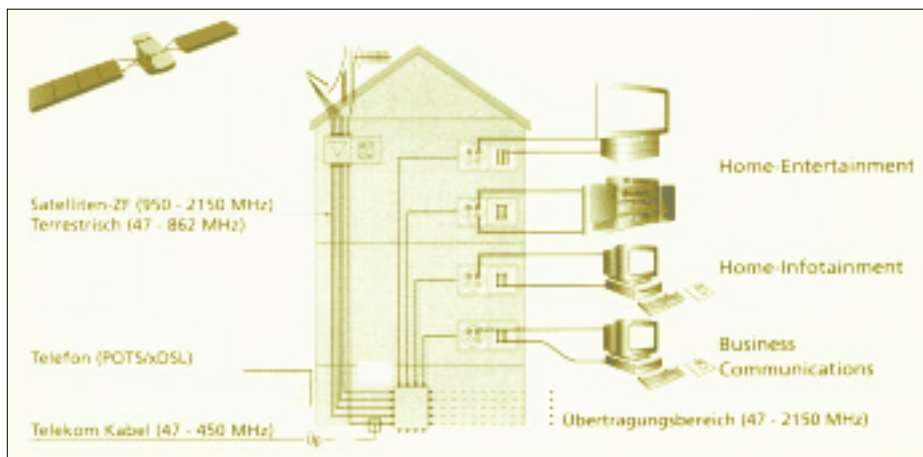 Home-Entertainment
Satelliten-ZF (950 - 2150 MHz)
Terrestrisch (47 - 862 MHz)
Home-Infotainment
Telefon (POTS/xDSL)
Business
Communications
Übertragungsbereich (47 - 2150 MHz)
Telekom Kabel (47 - 450 MHz)
Up